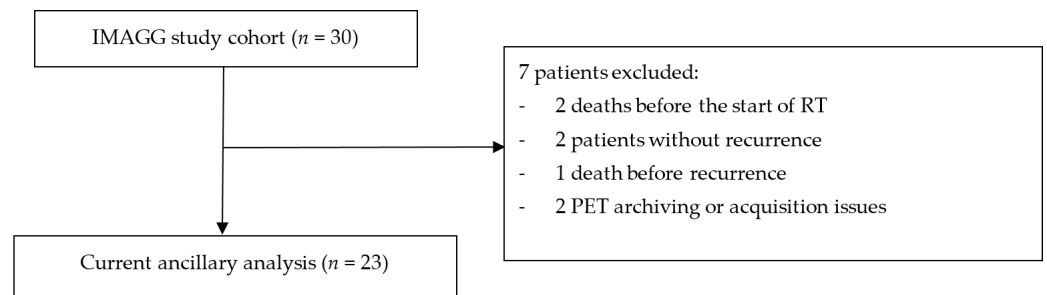 IMAGG study cohort (n = 30)
7 patients excluded:
- 2 deaths before the start of RT
- 2 patients without recurrence
- 1 death before recurrence
- 2 PET archiving or acquisition issues
Current ancillary analysis (n = 23)